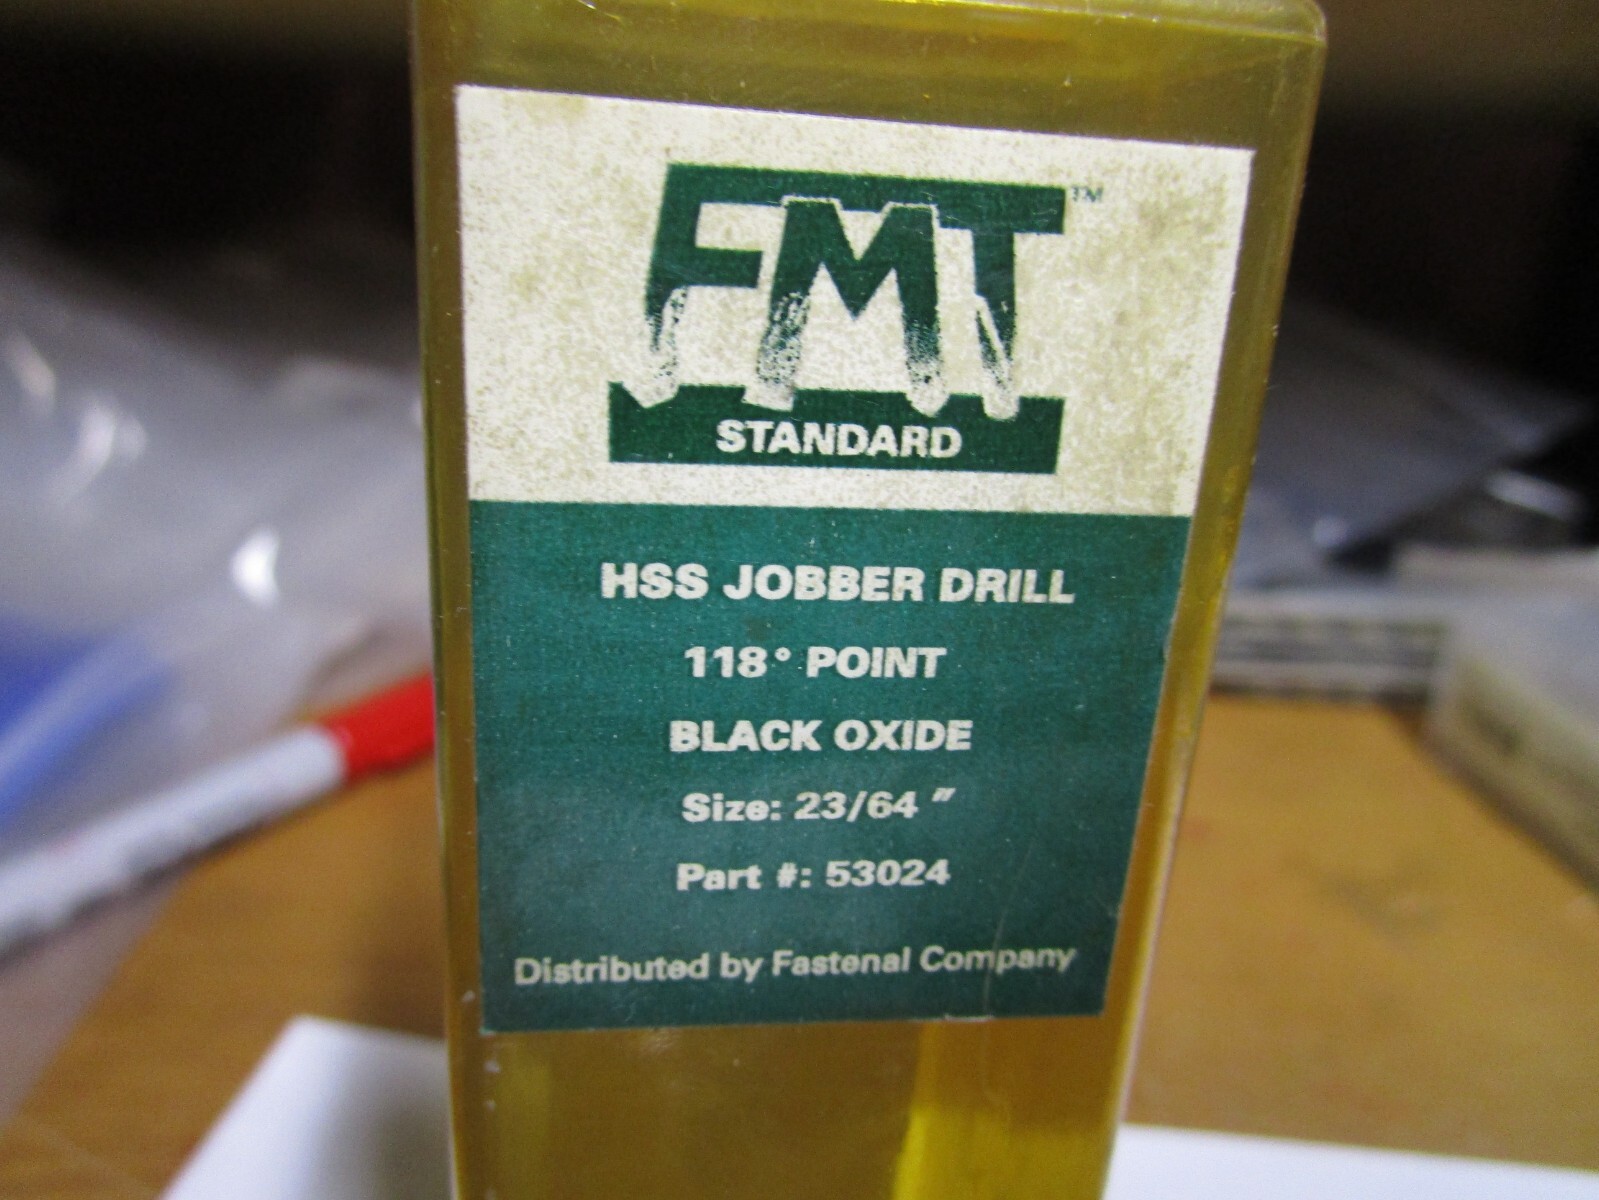 FMT™
STANDARD
HSS JOBBER DRILL
118° POINT
BLACK OXIDE
Size: 23/64 "
Part #: 53024
Distributed by Fastenal Company